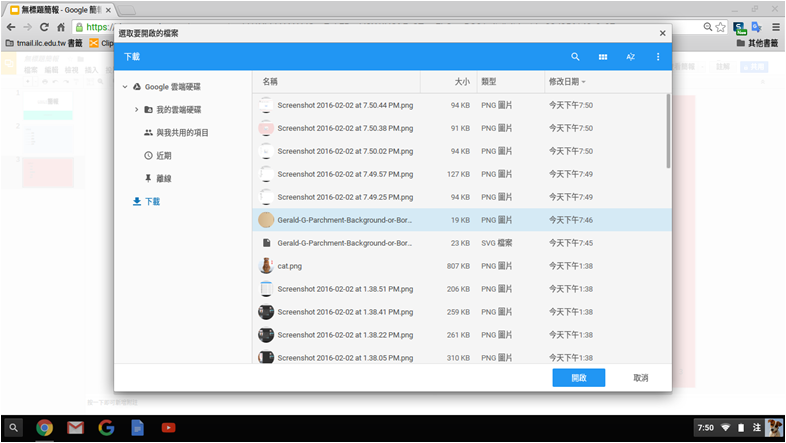 無標題簡報 - Google 簡報
https://
tmail.ilc.edu.tw 書籤
Clip
其他書籤
選取要開啟的檔案
下載
Google 雲端硬碟
我的雲端硬碟
與我共用的項目
近期
離線
下載
名稱 大小 類型 修改日期
Screenshot 2016-02-02 at 7.50.44 PM.png 94 KB PNG 圖片 今天下午7:50
Screenshot 2016-02-02 at 7.50.38 PM.png 91 KB PNG 圖片 今天下午7:50
Screenshot 2016-02-02 at 7.50.02 PM.png 94 KB PNG 圖片 今天下午7:50
Screenshot 2016-02-02 at 7.49.57 PM.png 127 KB PNG 圖片 今天下午7:49
Screenshot 2016-02-02 at 7.49.25 PM.png 94 KB PNG 圖片 今天下午7:49
Gerald-G-Parchment-Background-or-Bor... 19 KB PNG 圖片 今天下午7:46
Gerald-G-Parchment-Background-or-Bor... 23 KB SVG 檔案 今天下午7:45
cat.png 807 KB PNG 圖片 今天下午1:38
Screenshot 2016-02-02 at 1.38.51 PM.png 206 KB PNG 圖片 今天下午1:38
Screenshot 2016-02-02 at 1.38.41 PM.png 259 KB PNG 圖片 今天下午1:38
Screenshot 2016-02-02 at 1.38.22 PM.png 261 KB PNG 圖片 今天下午1:38
Screenshot 2016-02-02 at 1.38.05 PM.png 310 KB PNG 圖片 今天下午1:38
開啟 取消
7:50 注